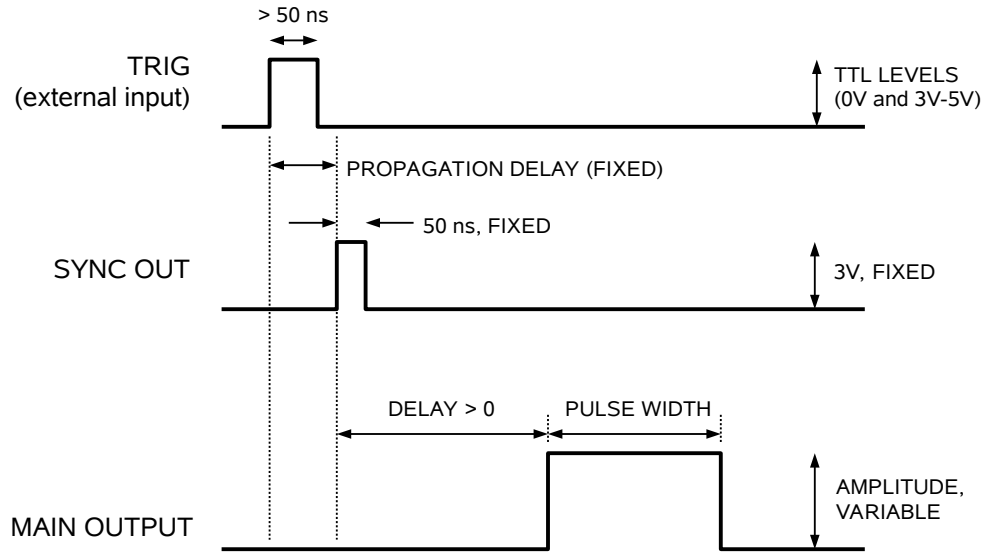 > 50 ns
TRIG
(external input)
TTL LEVELS
(0V and 3V-5V)
PROPAGATION DELAY (FIXED)
50 ns, FIXED
SYNC OUT
3V, FIXED
DELAY > 0
PULSE WIDTH
AMPLITUDE,
VARIABLE
MAIN OUTPUT